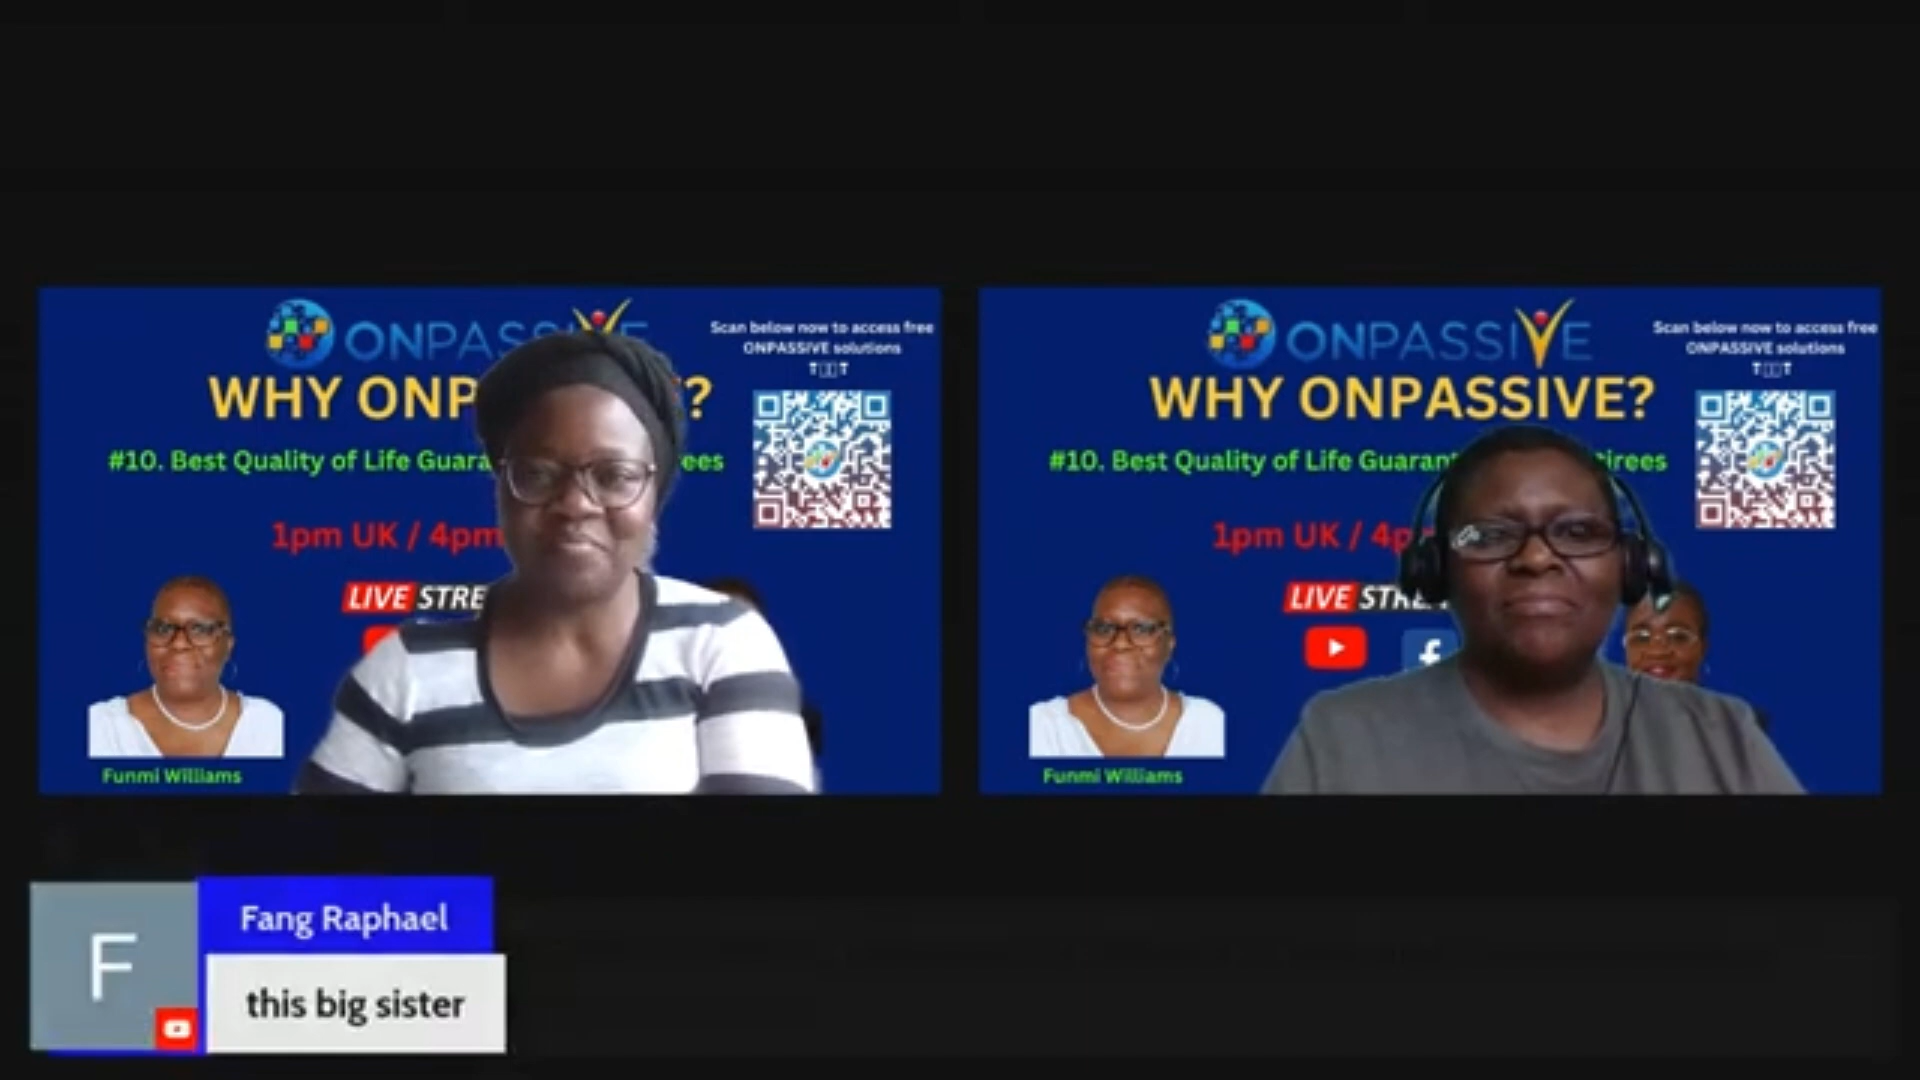 ONPASSIVE
Scan below now to access free
ONPASSIVE solutions
WHY ONP ?
#10. Best Quality of Life Guara ees
1pm UK / 4pm
LIVE STRE
Funmi Williams
ONPASSIVE
Scan below now to access free
ONPASSIVE solutions
WHY ONPASSIVE?
#10. Best Quality of Life Guaran irees
1pm UK / 4p
LIVE STRE
Funmi Williams
F
Fang Raphael
this big sister